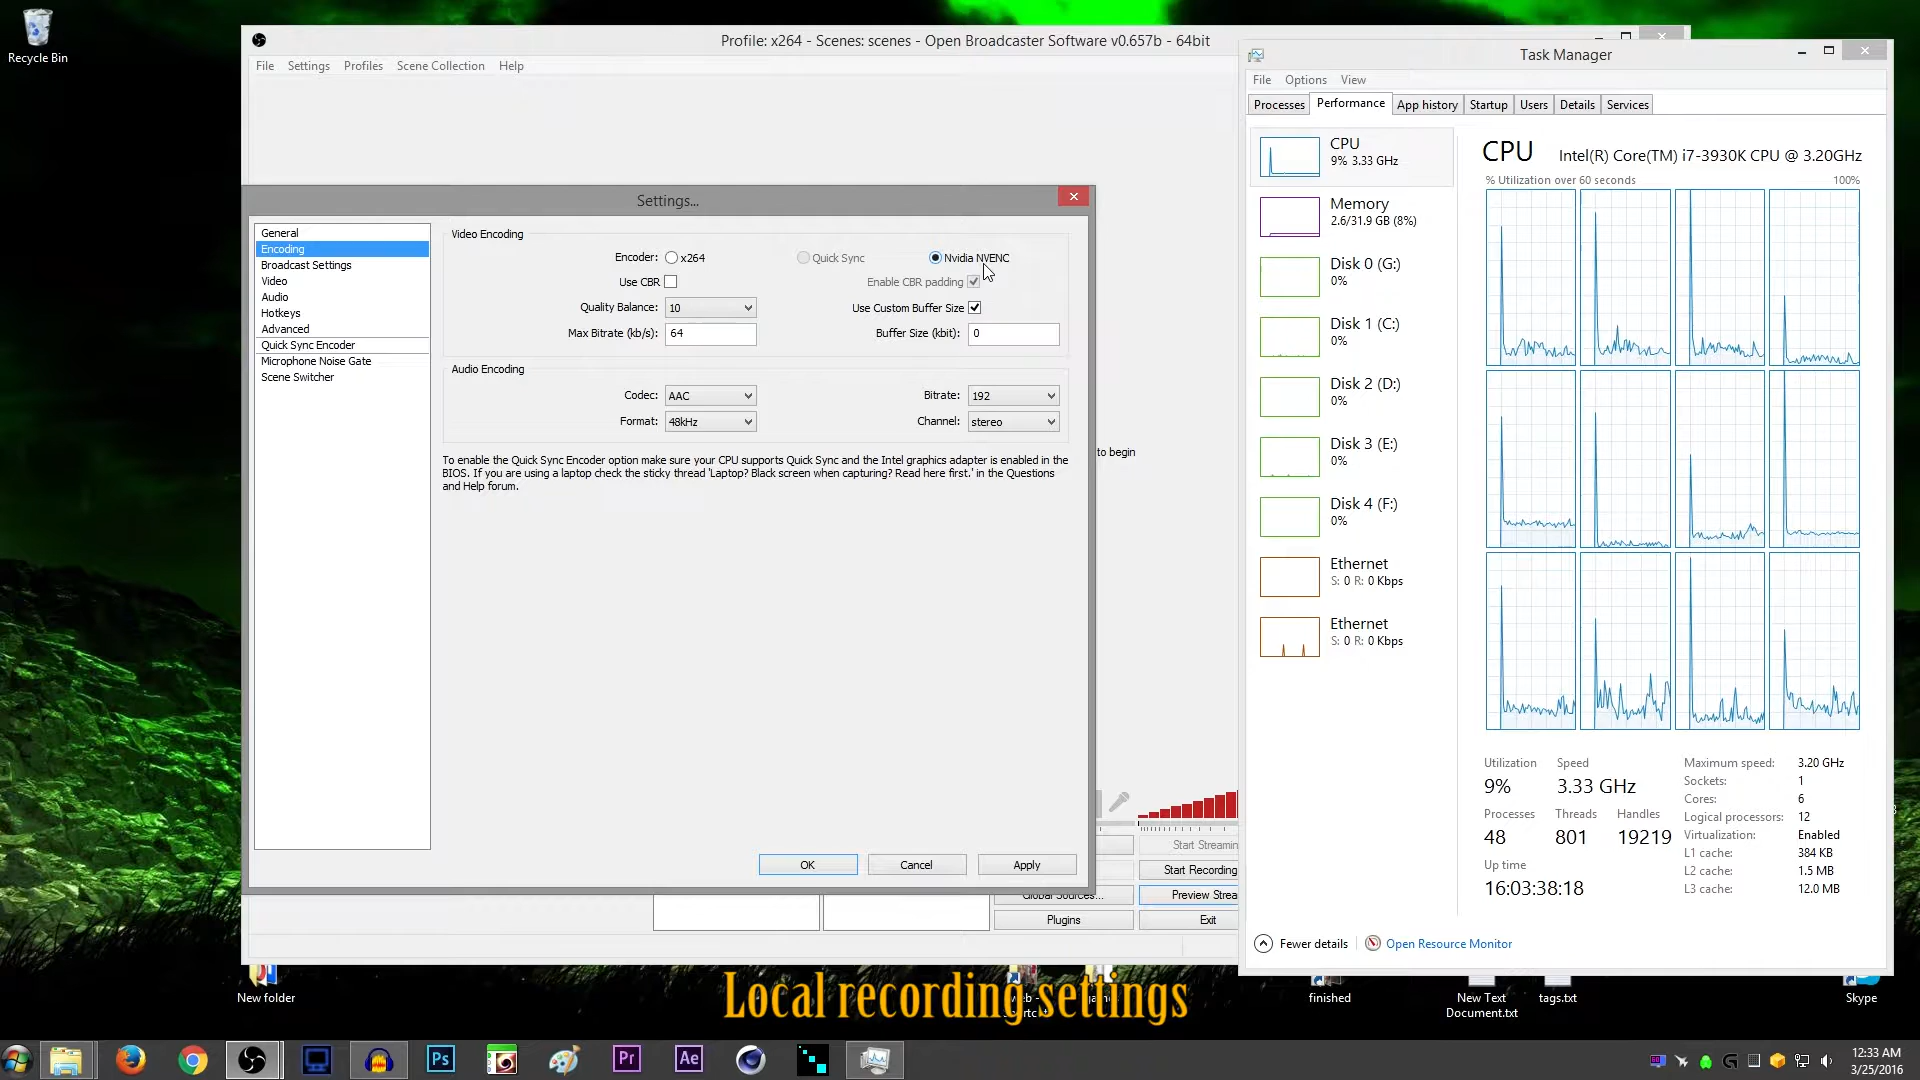 Recycle Bin
Profile: x264 - Scenes: scenes - Open Broadcaster Software v0.657b - 64bit
File Settings Profiles Scene Collection Help
Settings...
General
Encoding
Broadcast Settings
Video
Audio
Hotkeys
Advanced
Quick Sync Encoder
Microphone Noise Gate
Scene Switcher
Video Encoding
Encoder: x264 Quick Sync Nvidia NVENC
Use CBR Enable CBR padding
Quality Balance: 10 Use Custom Buffer Size
Max Bitrate (kb/s): 64 Buffer Size (kbit): 0
Audio Encoding
Codec: AAC Bitrate: 192
Format: 48kHz Channel: stereo
To enable the Quick Sync Encoder option make sure your CPU supports Quick Sync and the Intel graphics adapter is enabled in the
BIOS. If you are using a laptop check the sticky thread 'Laptop? Black screen when capturing? Read here first.' in the Questions
and Help forum.
OK Cancel Apply
to begin
Start Streamin
Start Recording
Global Sources... Preview Strea
Plugins Exit
Task Manager
File Options View
Processes Performance App history Startup Users Details Services
CPU
9% 3.33 GHz
Memory
2.6/31.9 GB (8%)
Disk 0 (G:)
0%
Disk 1 (C:)
0%
Disk 2 (D:)
0%
Disk 3 (E:)
0%
Disk 4 (F:)
0%
Ethernet
S: 0 R: 0 Kbps
Ethernet
S: 0 R: 0 Kbps
CPU Intel(R) Core(TM) i7-3930K CPU @ 3.20GHz
% Utilization over 60 seconds 100%
Utilization Speed
9% 3.33 GHz
Processes Threads Handles
48 801 19219
Up time
16:03:38:18
Maximum speed: 3.20 GHz
Sockets: 1
Cores: 6
Logical processors: 12
Virtualization: Enabled
L1 cache: 384 KB
L2 cache: 1.5 MB
L3 cache: 12.0 MB
Fewer details Open Resource Monitor
Local recording settings
New folder
finished
New Text
Document.txt
tags.txt
Skype
Ps
Pr
Ae
12:33 AM
3/25/2016